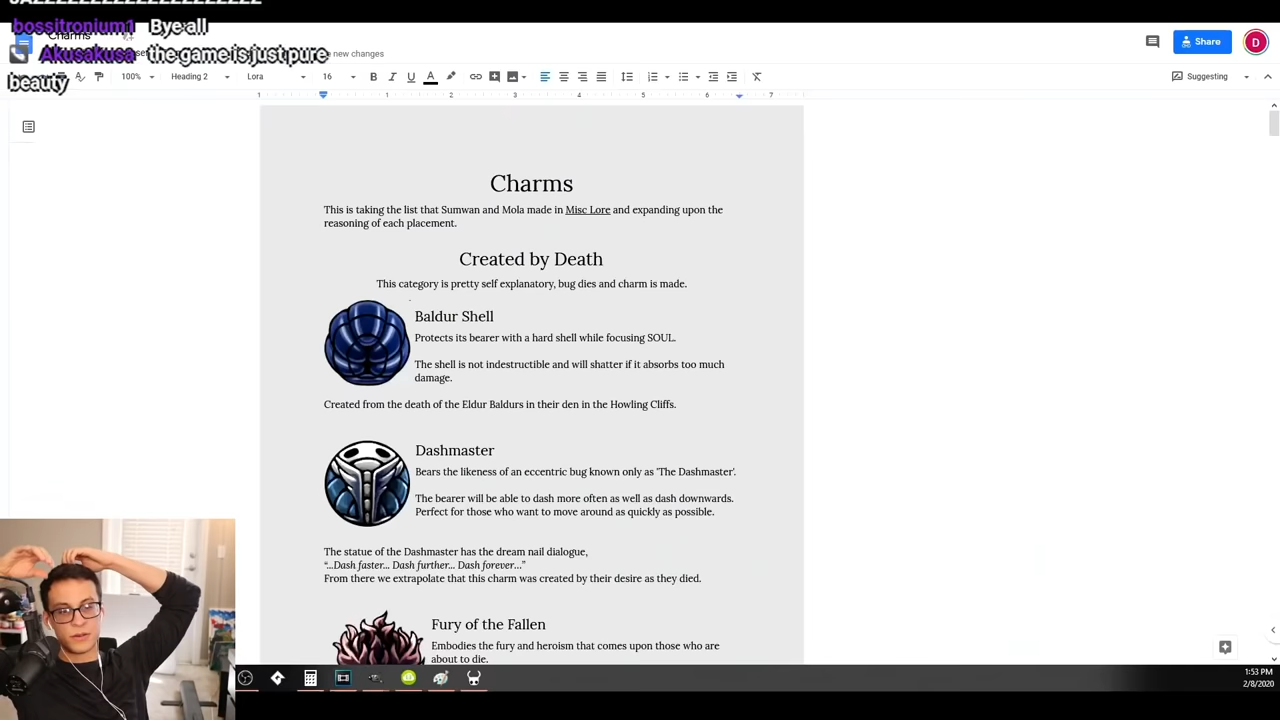 bossitronium1 Bye all
Charms
Akusakusa the game is just pure
beauty
new changes
Share
D
100% Heading 2 Lora 16 B I U A Suggesting
1 1 2 3 4 5 6 7
Charms
This is taking the list that Sumwan and Mola made in Misc Lore and expanding upon the
reasoning of each placement.
Created by Death
This category is pretty self explanatory, bug dies and charm is made.
Baldur Shell
Protects its bearer with a hard shell while focusing SOUL.
The shell is not indestructible and will shatter if it absorbs too much
damage.
Created from the death of the Eldur Baldurs in their den in the Howling Cliffs.
Dashmaster
Bears the likeness of an eccentric bug known only as 'The Dashmaster'.
The bearer will be able to dash more often as well as dash downwards.
Perfect for those who want to move around as quickly as possible.
The statue of the Dashmaster has the dream nail dialogue,
“...Dash faster... Dash further... Dash forever...”
From there we extrapolate that this charm was created by their desire as they died.
Fury of the Fallen
Embodies the fury and heroism that comes upon those who are
about to die.
1:53 PM
2/8/2020